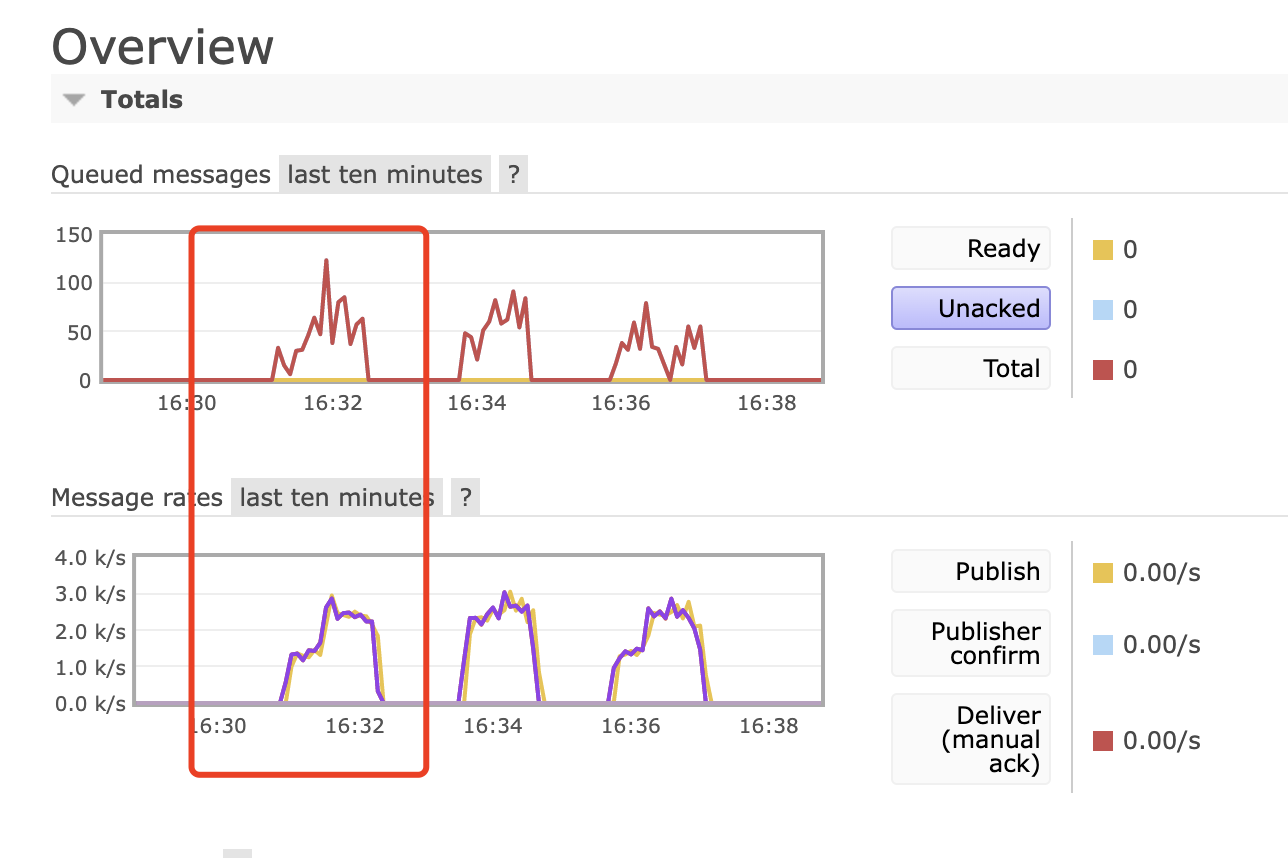 Overview
Totals
Queued messages last ten minutes ?
150
100
50
0
16:30 16:32 16:34 16:36 16:38
Ready 0
Unacked 0
Total 0
Message rates last ten minutes ?
4.0 k/s
3.0 k/s
2.0 k/s
1.0 k/s
0.0 k/s
16:30 16:32 16:34 16:36 16:38
Publish 0.00/s
Publisher
confirm 0.00/s
Deliver
(manual 0.00/s
ack)